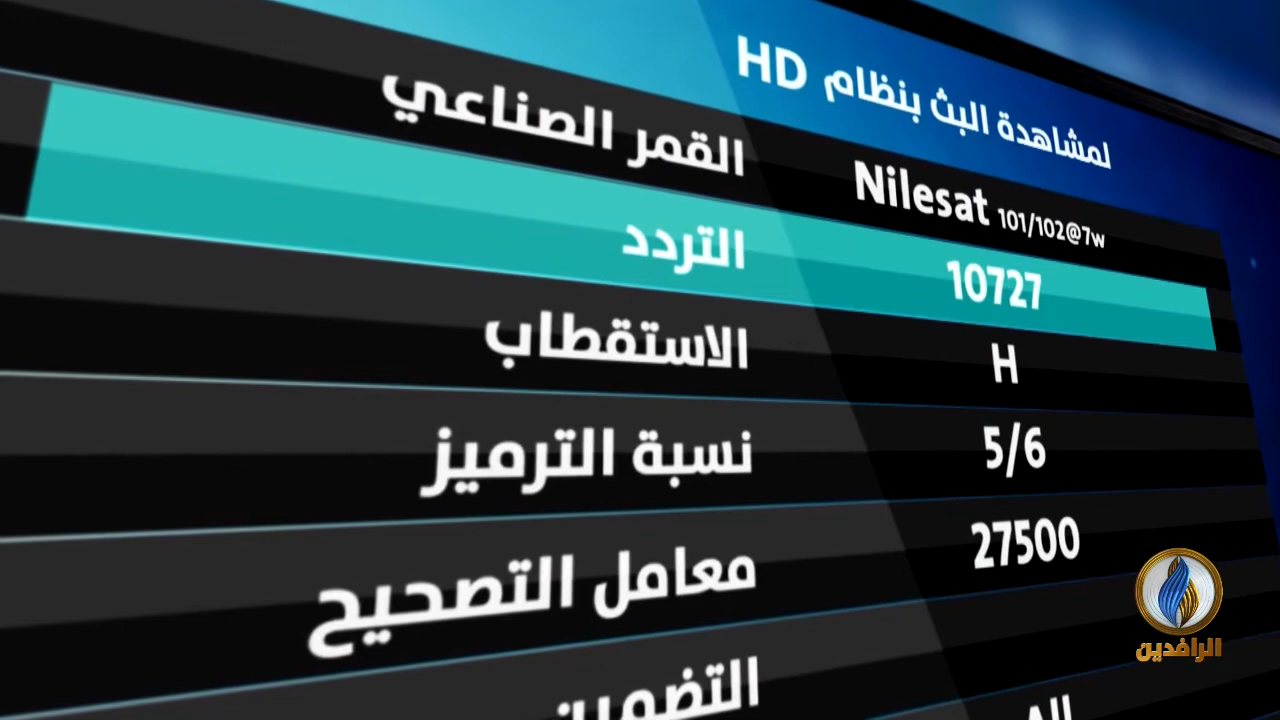 لمشاهدة البث بنظام HD
القمر الصناعي
Nilesat 101/102@7w
التردد
10727
الاستقطاب
H
نسبة الترميز
5/6
معامل التصحيح
27500
التضمين
الرافدين